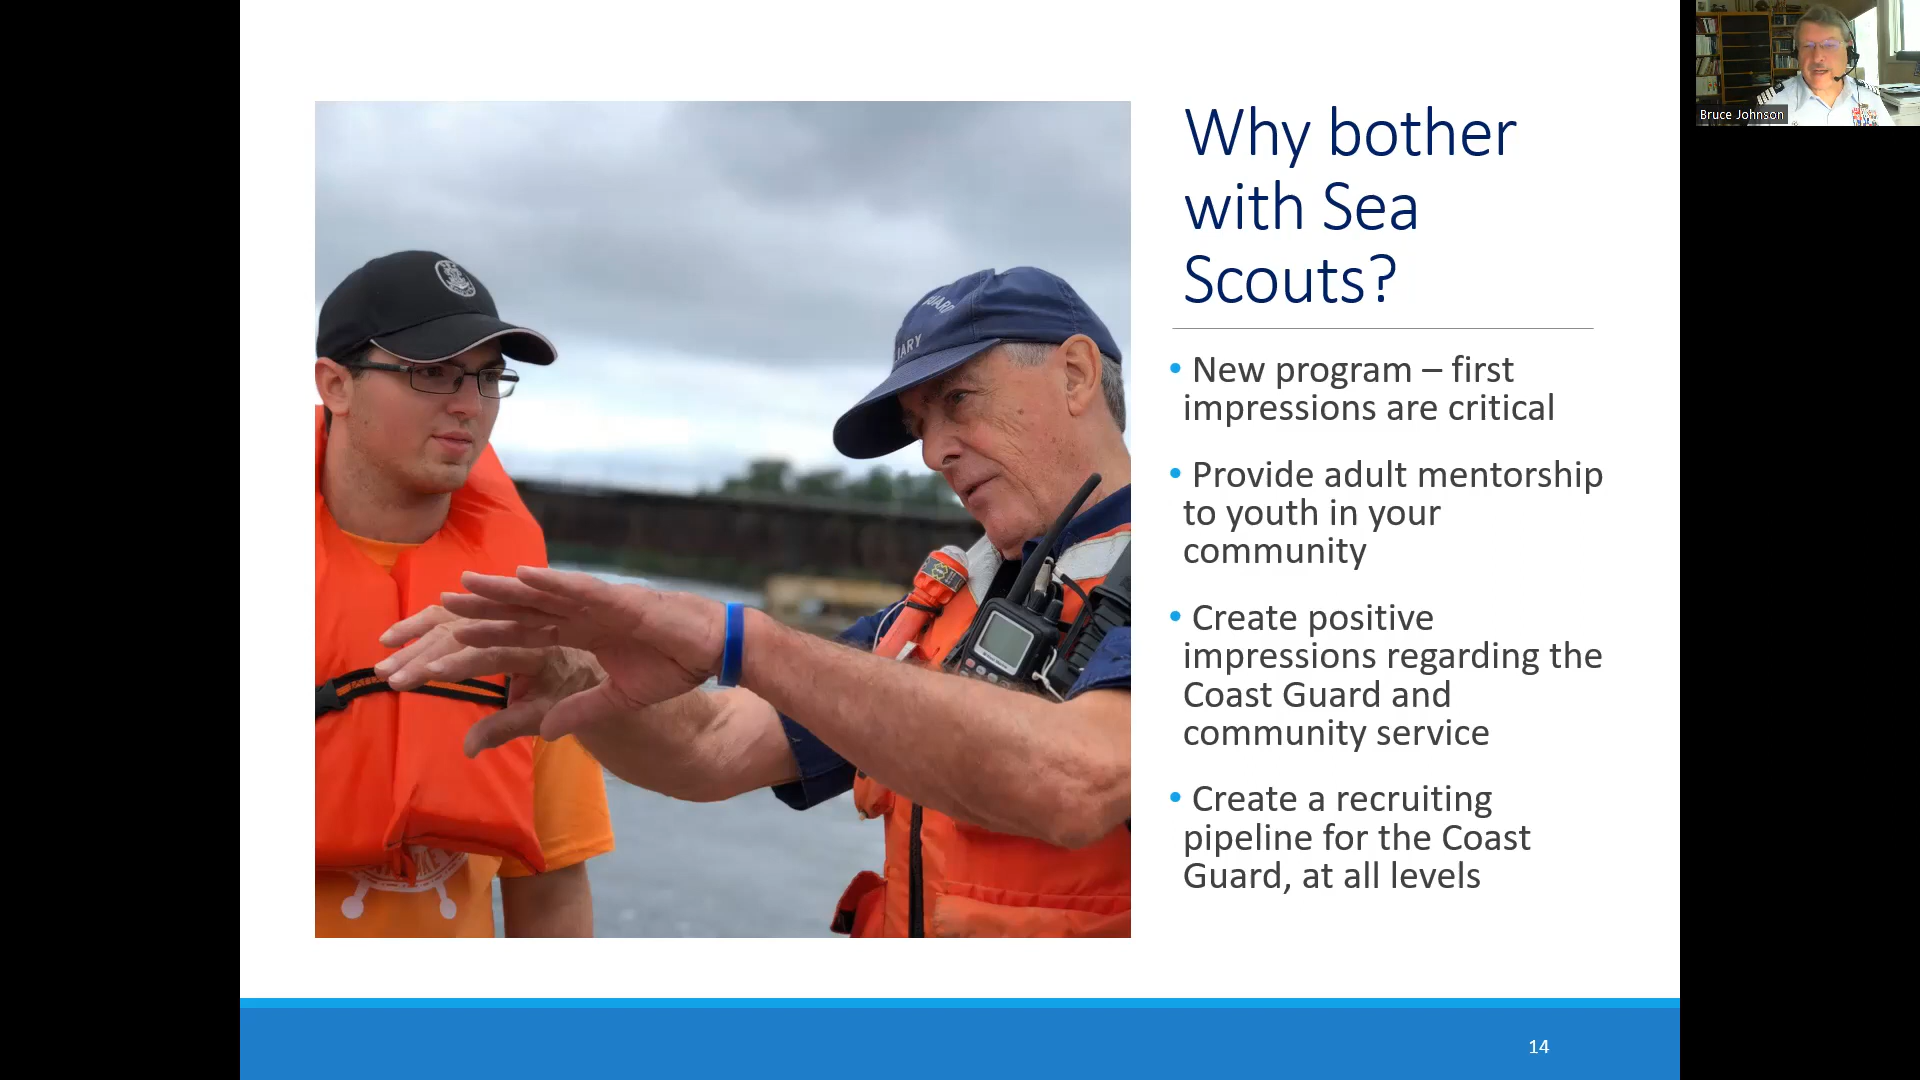 Why bother
with Sea
Scouts?
• New program – first
impressions are critical
• Provide adult mentorship
to youth in your
community
• Create positive
impressions regarding the
Coast Guard and
community service
• Create a recruiting
pipeline for the Coast
Guard, at all levels
14
Bruce Johnson
GUARD
IARY